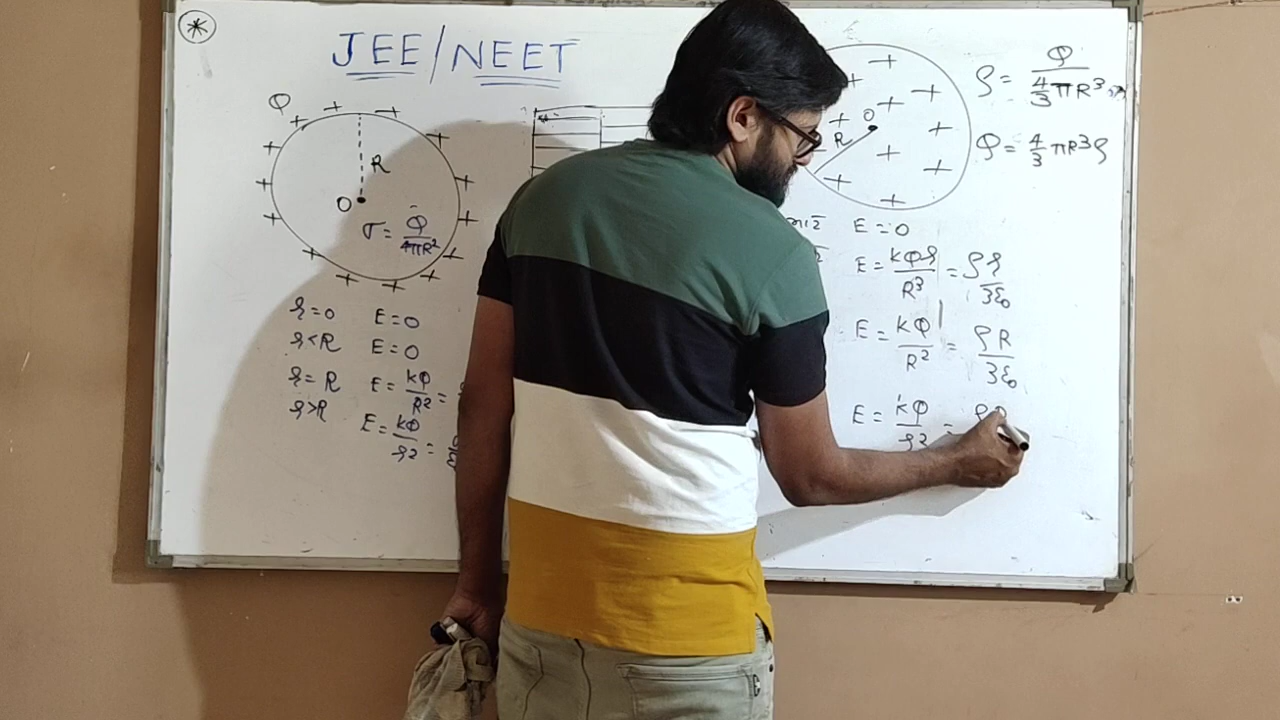 JEE/NEET
Q
R
O
σ = Q/4πR²
r=0 E=0
r<R E=0
r=R E = kQ/R² =
r>R E = kQ/r² =
O
R
ρ = Q/(4/3 πR³)
Q = 4/3 πR³ρ
E=0
E = kQr/R³ = ρr/3ε₀
E = kQ/R² = ρR/3ε₀
E = kQ/r² =